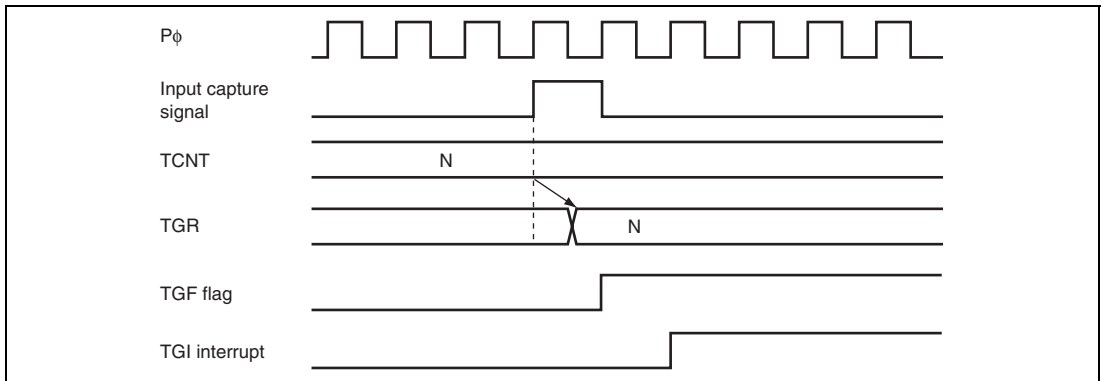 Pφ
Input capture
signal
TCNT
N
TGR
N
TGF flag
TGI interrupt